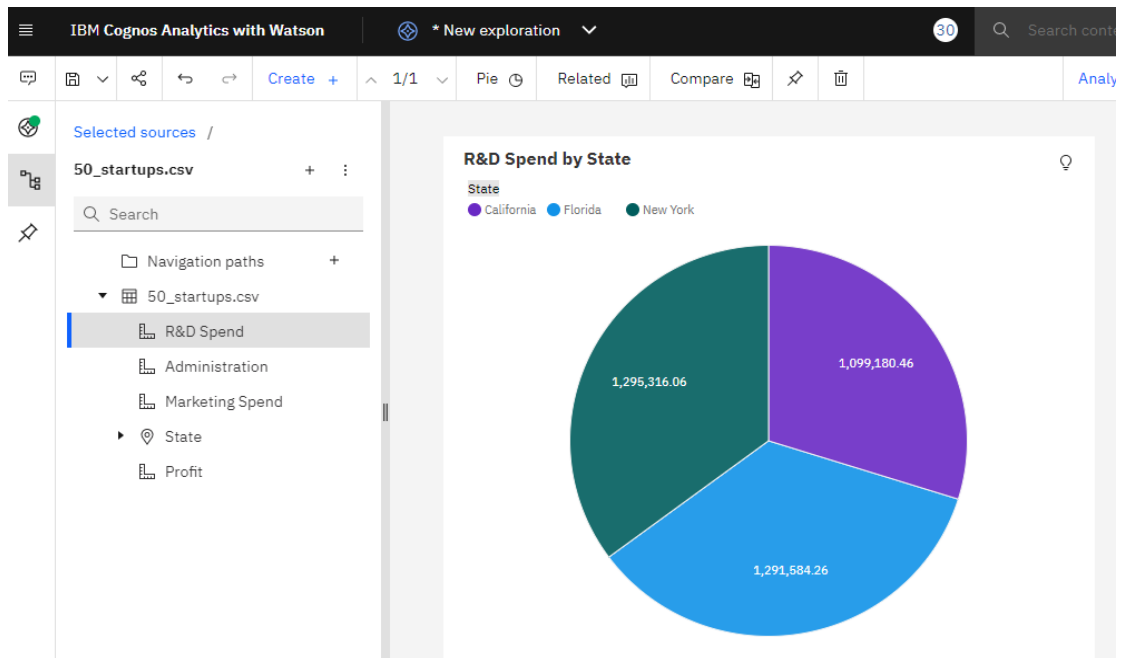 IBM Cognos Analytics with Watson
* New exploration
30
Search conte
Create +
1/1
Pie
Related
Compare
Analy
Selected sources /
50_startups.csv
Search
Navigation paths
50_startups.csv
R&D Spend
Administration
Marketing Spend
State
Profit
R&D Spend by State
State
California Florida New York
1,099,180.46
1,295,316.06
1,291,584.26